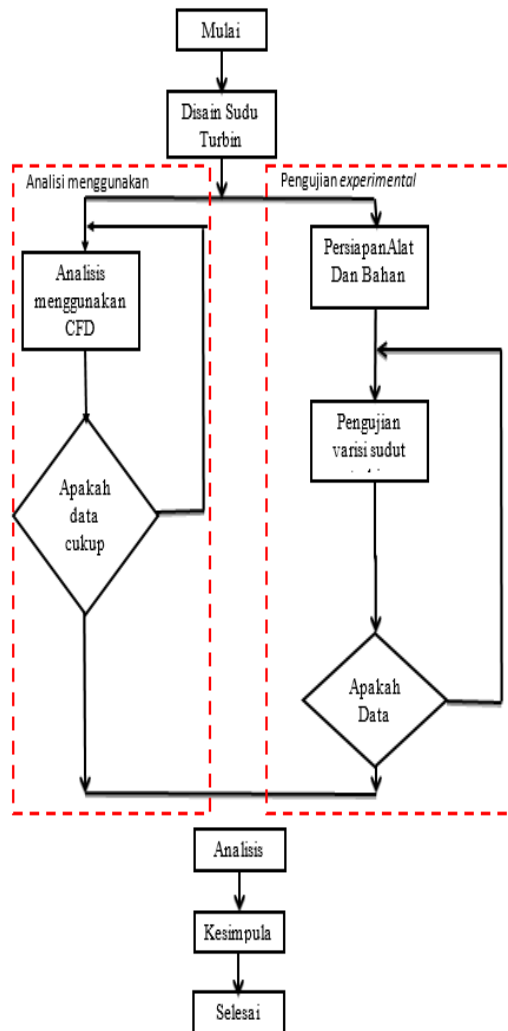 Mulai
Disain Sudu
Turbin
Analisi menggunakan
Pengujian experimental
Analisis
menggunakan
CFD
PersiapanAlat
Dan Bahan
Pengujian
varisi sudut
Apakah
data
cukup
Apakah
Data
Analisis
Kesimpula
Selesai